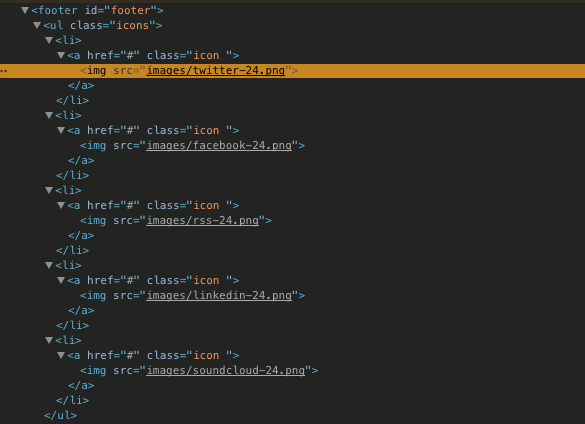 <footer id="footer">
<ul class="icons">
<li>
<a href="#" class="icon ">
<img src="images/twitter-24.png">
</a>
</li>
<li>
<a href="#" class="icon ">
<img src="images/facebook-24.png">
</a>
</li>
<li>
<a href="#" class="icon ">
<img src="images/rss-24.png">
</a>
</li>
<li>
<a href="#" class="icon ">
<img src="images/linkedin-24.png">
</a>
</li>
<li>
<a href="#" class="icon ">
<img src="images/soundcloud-24.png">
</a>
</li>
</ul>